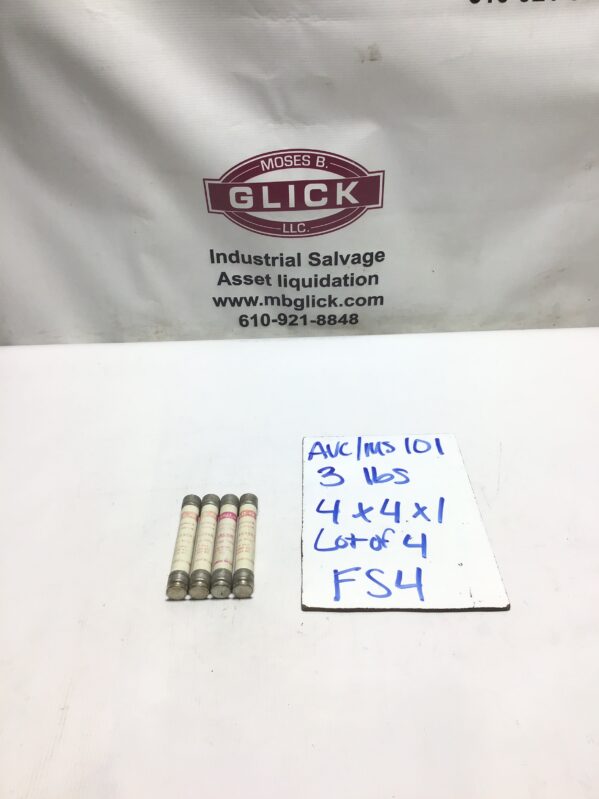 MOSES B.
GLICK
LLC.
Industrial Salvage
Asset liquidation
www.mbglick.com
610-921-8848
AVC/MS 101
3 lbs
4 x 4 x 1
Lot of 4
FS4